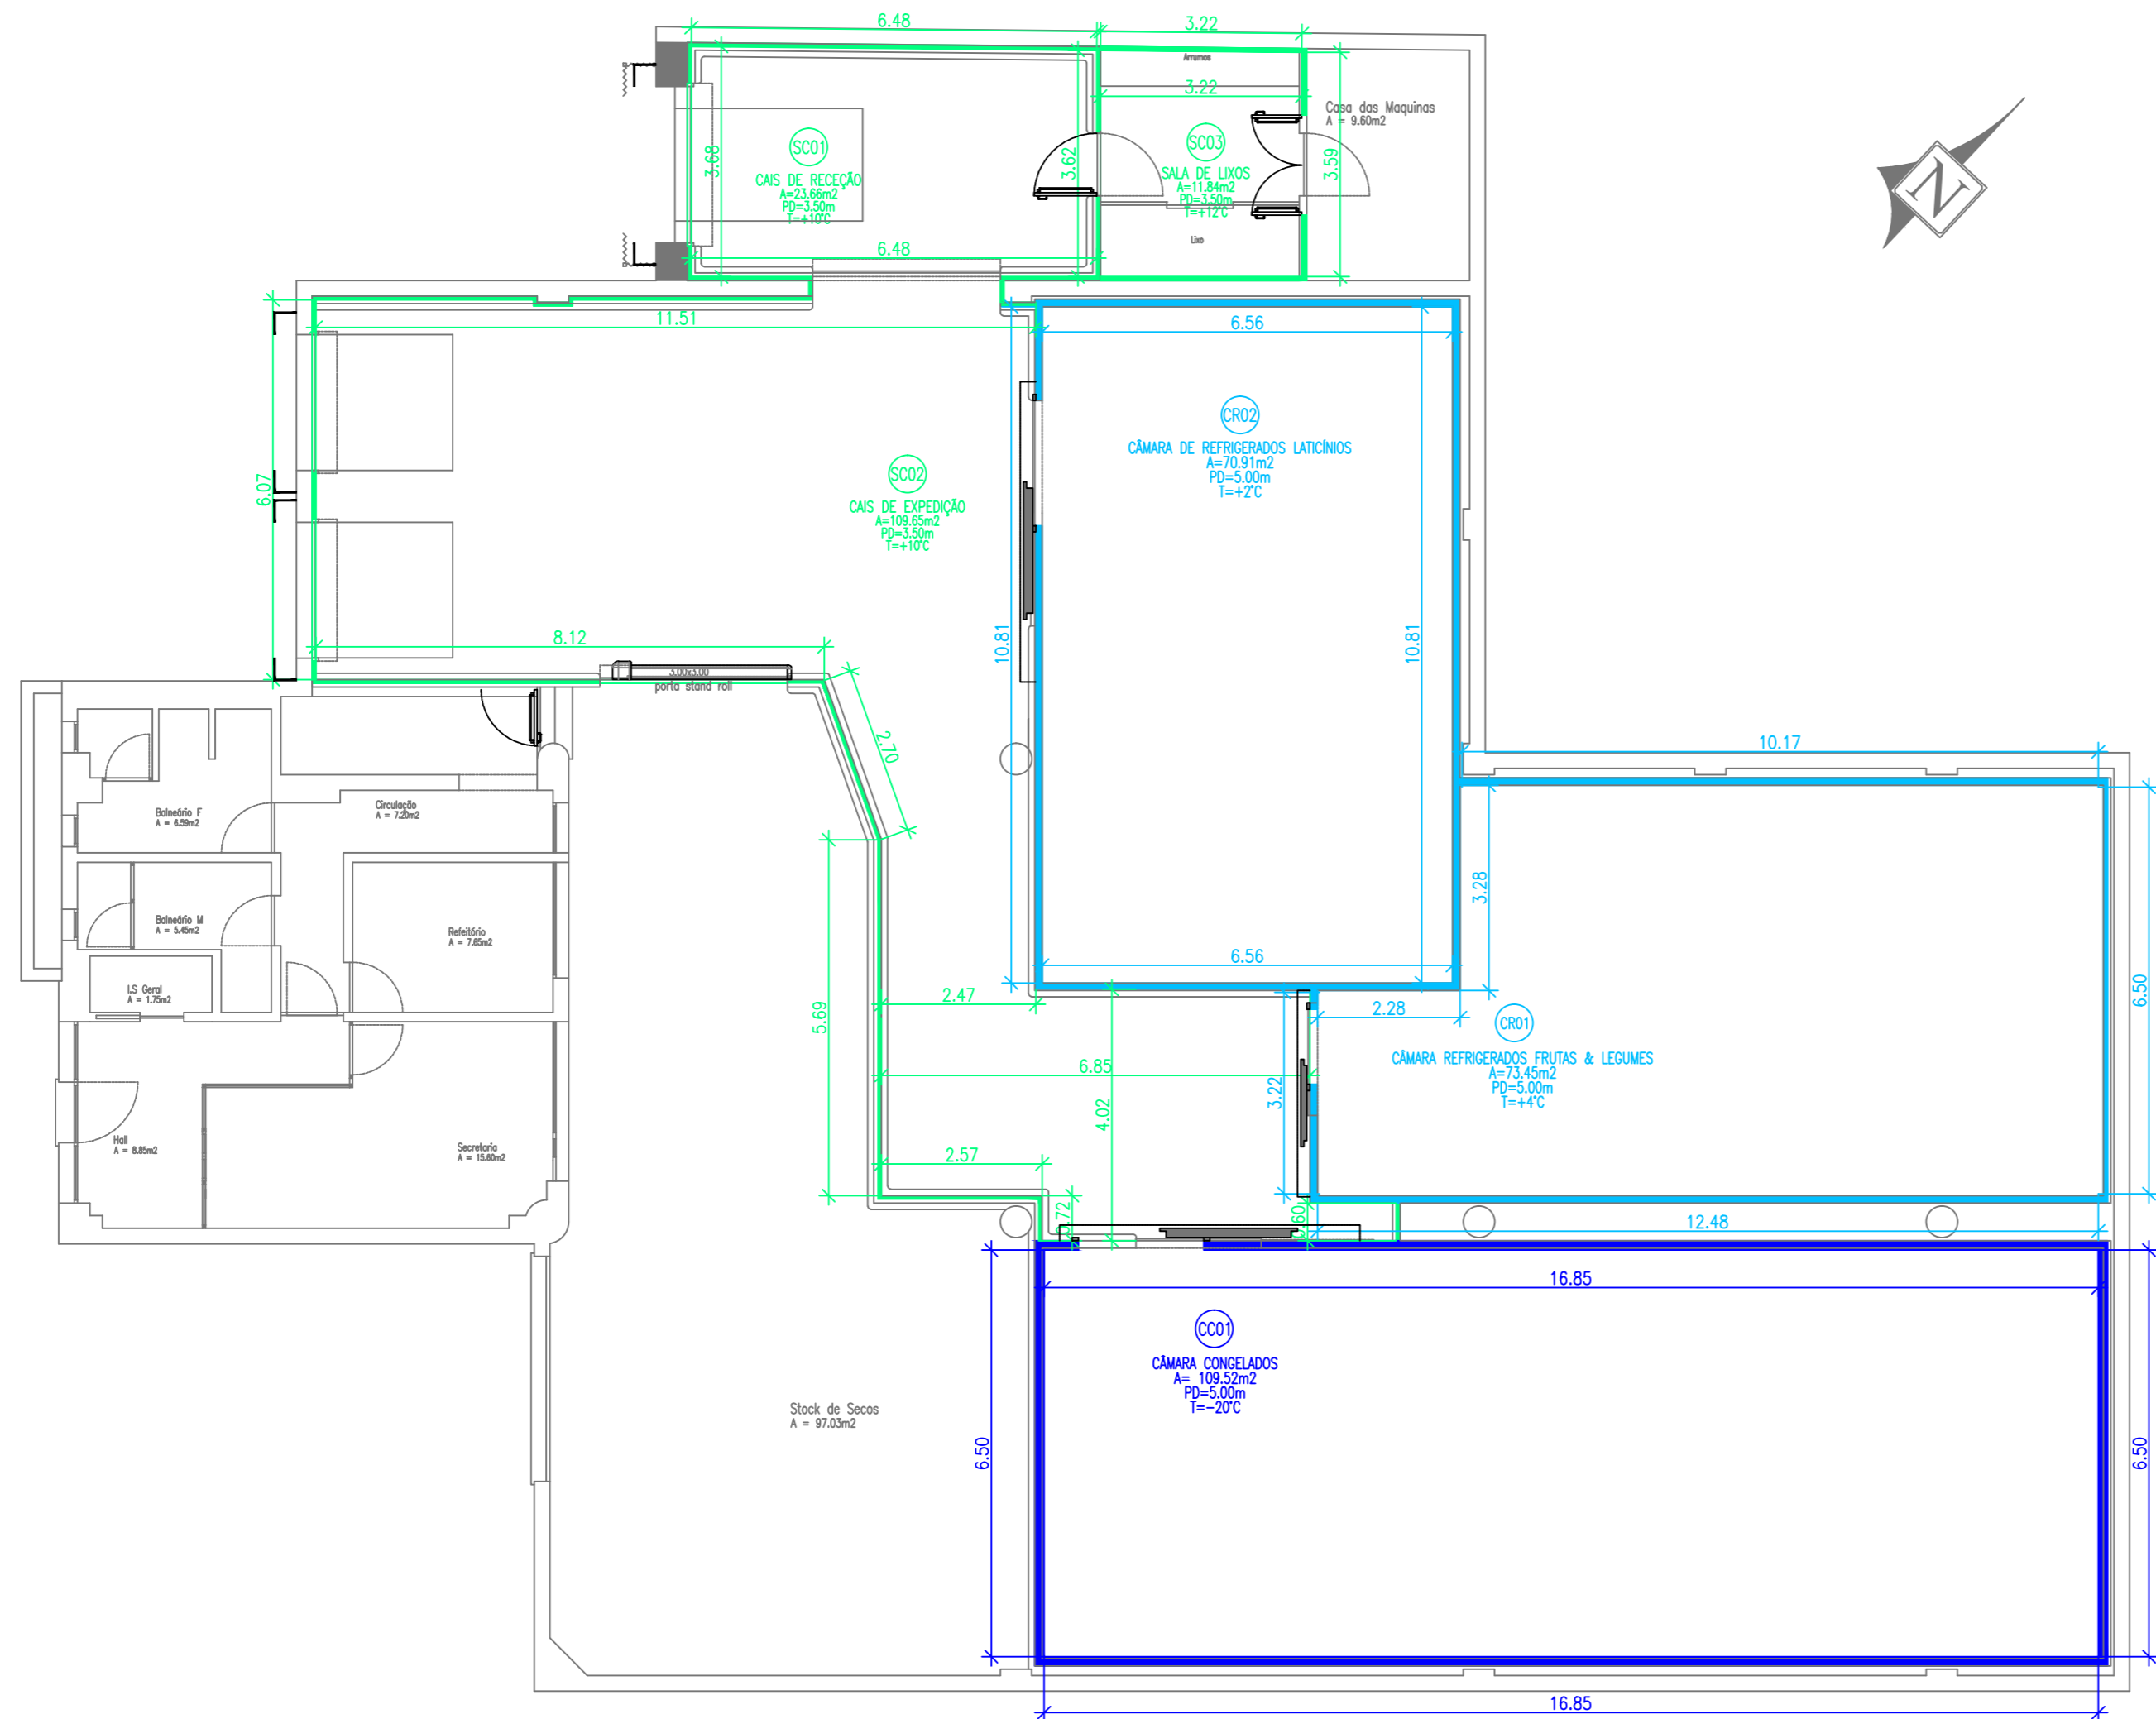 6.48
3.22
Arrumos
3.22
Casa das Maquinas
A = 9.60m2
N
SC01
CAIS DE RECEÇÃO
A=23.66m2
PD=3.50m
T=+10°C
3.68
3.62
SC03
SALA DE LIXOS
A=11.84m2
PD=3.50m
T=+12°C
3.59
Lixo
6.48
11.51
6.56
6.07
CR02
CÂMARA DE REFRIGERADOS LATICÍNIOS
A=70.91m2
PD=5.00m
T=+2°C
SC02
CAIS DE EXPEDIÇÃO
A=109.65m2
PD=3.50m
T=+10°C
10.81
10.81
8.12
3.00x3.00
porta stand roll
2.70
10.17
Balneário F
A = 6.59m2
Circulação
A = 7.20m2
3.28
Balneário M
A = 5.45m2
Refeitório
A = 7.85m2
6.56
I.S Geral
A = 1.75m2
2.47
5.69
2.28
6.50
CR01
CÂMARA REFRIGERADOS FRUTAS & LEGUMES
A=73.45m2
PD=5.00m
T=+4°C
6.85
3.22
4.02
Hall
A = 8.85m2
Secretaria
A = 15.60m2
2.57
0.72
.60
12.48
16.85
CC01
CÂMARA CONGELADOS
A= 109.52m2
PD=5.00m
T=-20°C
Stock de Secos
A = 97.03m2
6.50
6.50
16.85